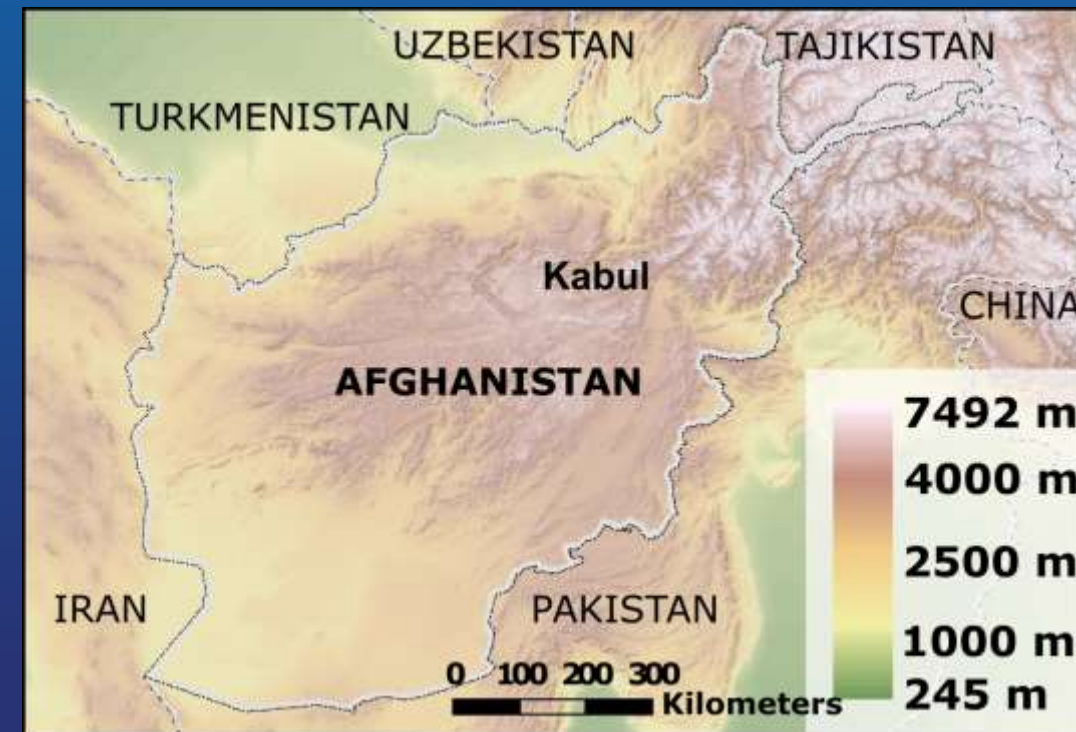 UZBEKISTAN
TAJIKISTAN
TURKMENISTAN
Kabul
CHINA
AFGHANISTAN
7492 m
4000 m
2500 m
IRAN
PAKISTAN
1000 m
0 100 200 300
Kilometers
245 m